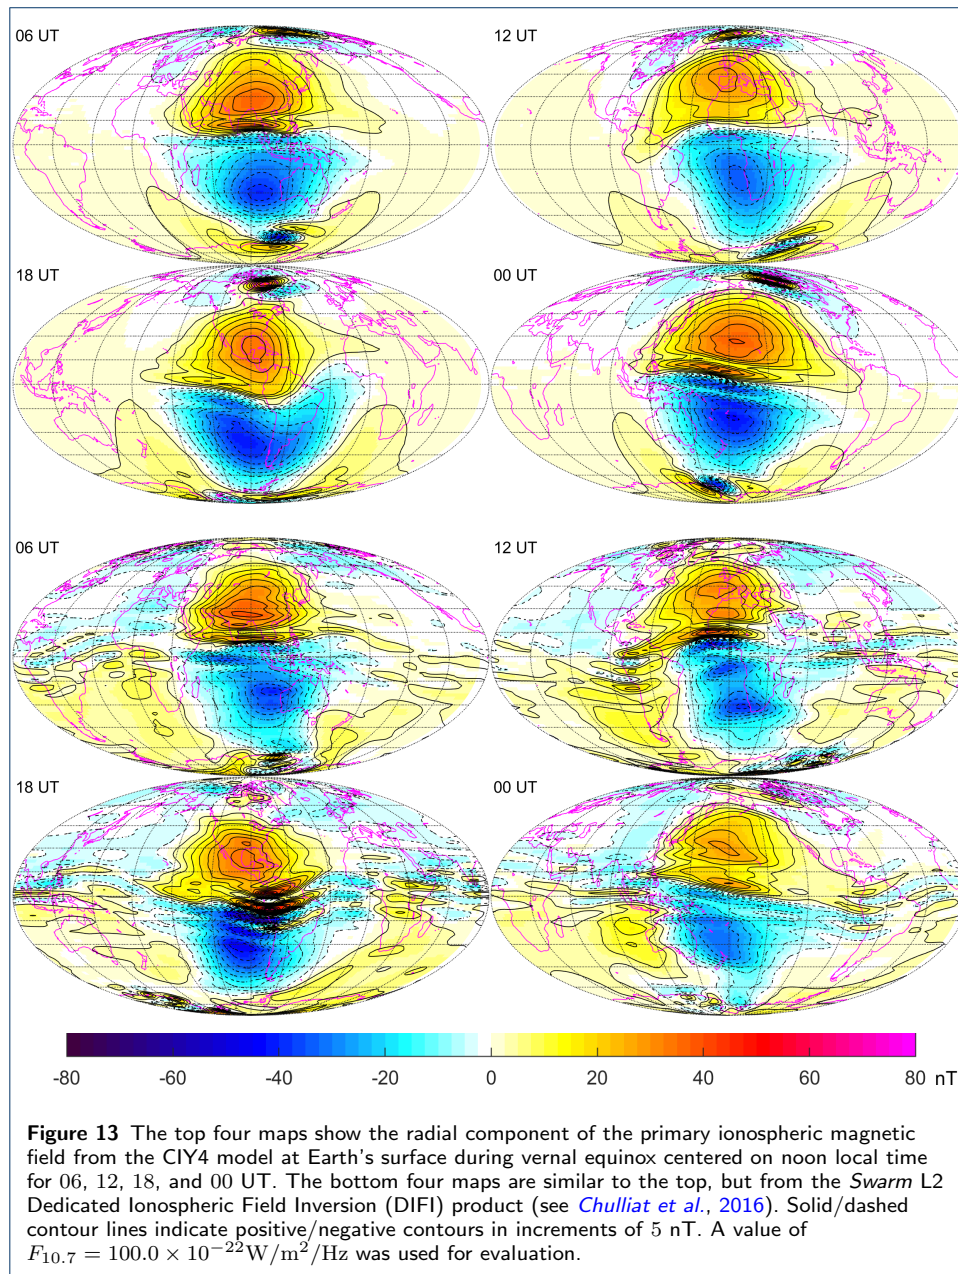 06 UT
12 UT
18 UT
00 UT
06 UT
12 UT
18 UT
00 UT
-80 -60 -40 -20 0 20 40 60 80 nT
Figure 13 The top four maps show the radial component of the primary ionospheric magnetic
field from the CIY4 model at Earth's surface during vernal equinox centered on noon local time
for 06, 12, 18, and 00 UT. The bottom four maps are similar to the top, but from the Swarm L2
Dedicated Ionospheric Field Inversion (DIFI) product (see Chulliat et al., 2016). Solid/dashed
contour lines indicate positive/negative contours in increments of 5 nT. A value of
F₁₀.₇ = 100.0 × 10⁻²²W/m²/Hz was used for evaluation.